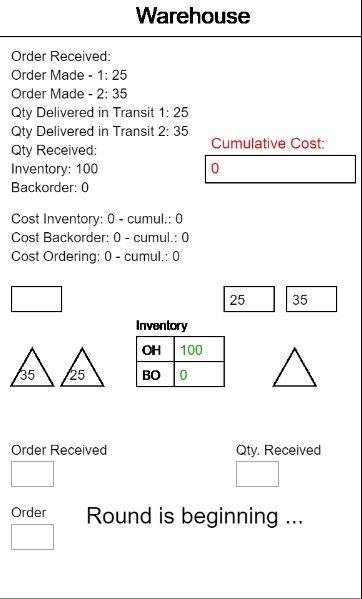 Warehouse
Order Received:
Order Made - 1: 25
Order Made - 2: 35
Qty Delivered in Transit 1: 25
Qty Delivered in Transit 2: 35
Qty Received:
Inventory: 100
Backorder: 0
Cumulative Cost:
0
Cost Inventory: 0 - cumul.: 0
Cost Backorder: 0 - cumul.: 0
Cost Ordering: 0 - cumul.: 0
25 35
Inventory
OH 100
BO 0
35 25
Order Received
Qty. Received
Order
Round is beginning ...